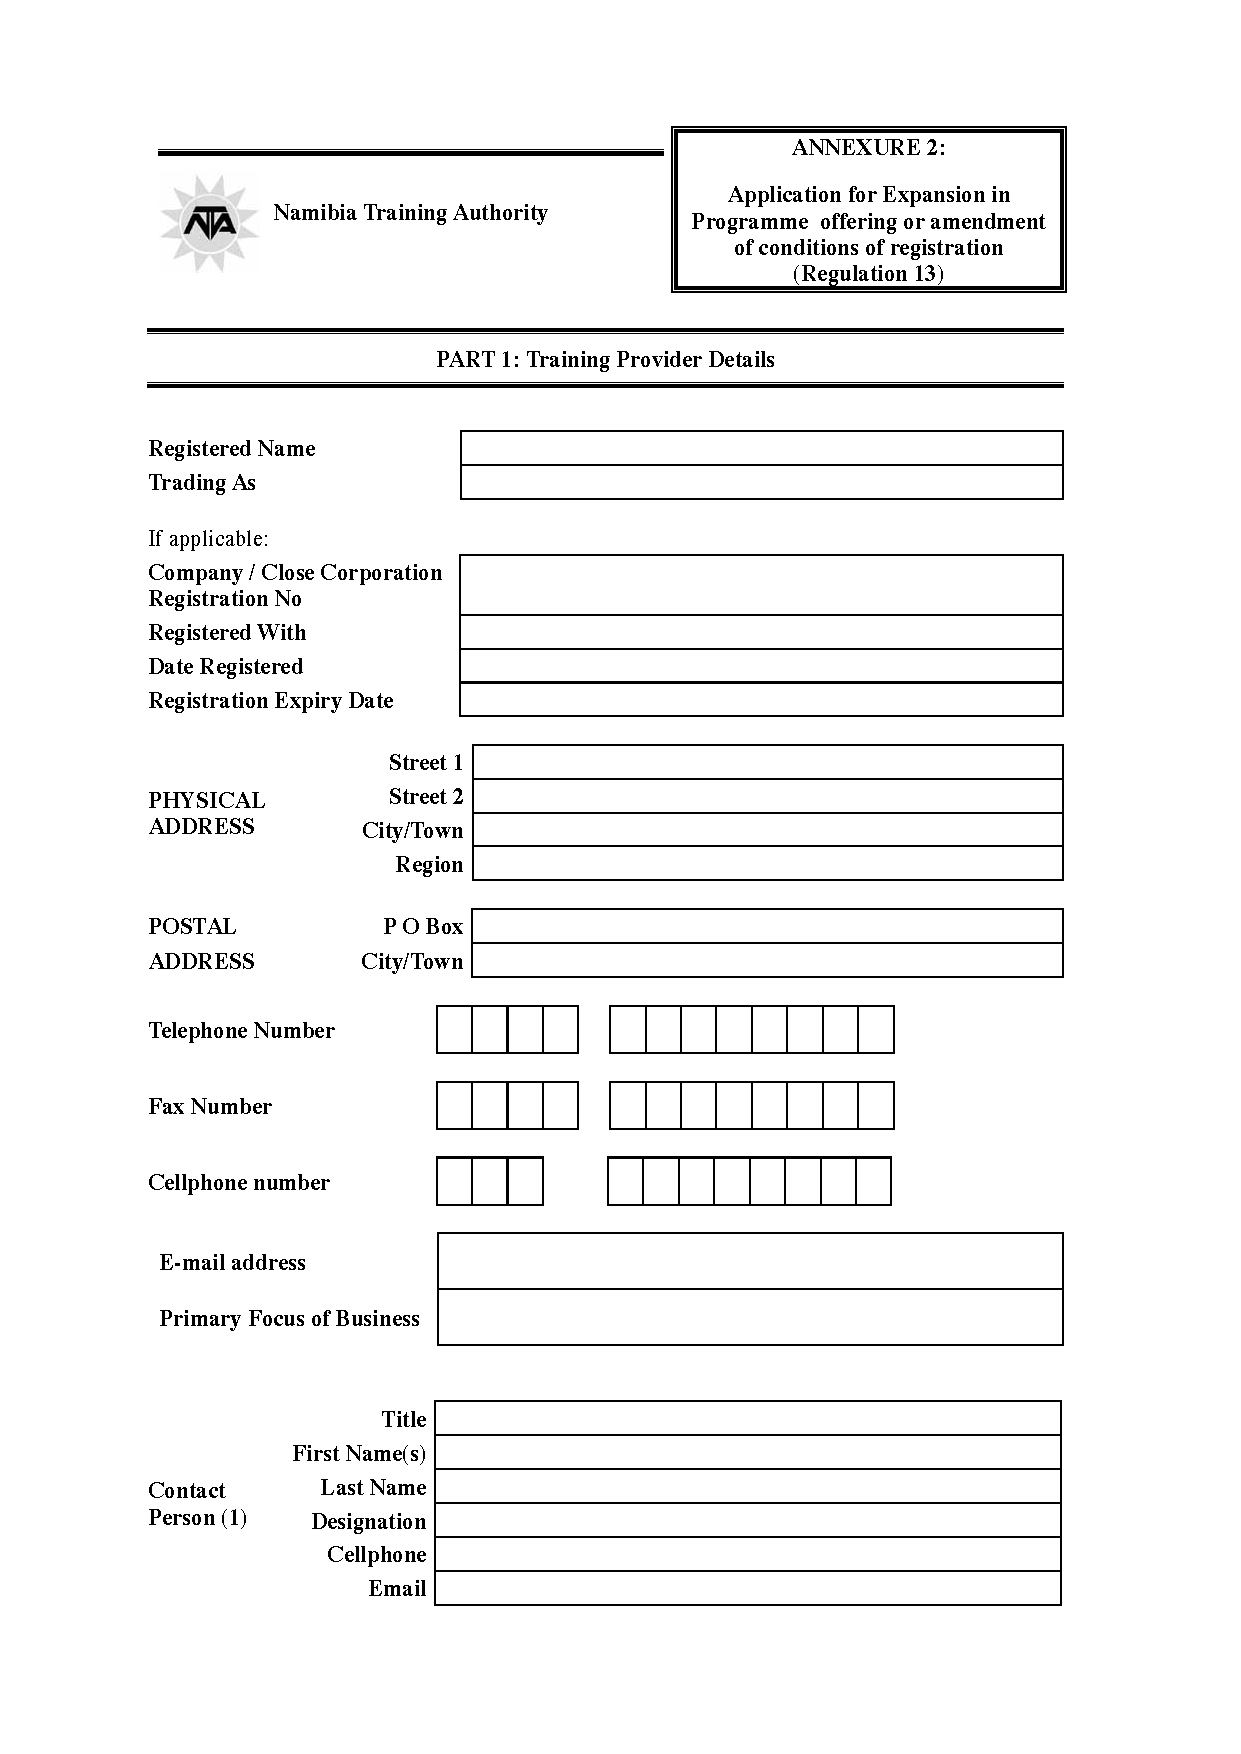 ANNEXURE 2:
Application for Expansion in
Programme offering or amendment
of conditions of registration
(Regulation 13)
NTA
Namibia Training Authority
PART 1: Training Provider Details
Registered Name
Trading As
If applicable:
Company / Close Corporation
Registration No
Registered With
Date Registered
Registration Expiry Date
PHYSICAL
ADDRESS
Street 1
Street 2
City/Town
Region
POSTAL
ADDRESS
P O Box
City/Town
Telephone Number
Fax Number
Cellphone number
E-mail address
Primary Focus of Business
Contact
Person (1)
Title
First Name(s)
Last Name
Designation
Cellphone
Email